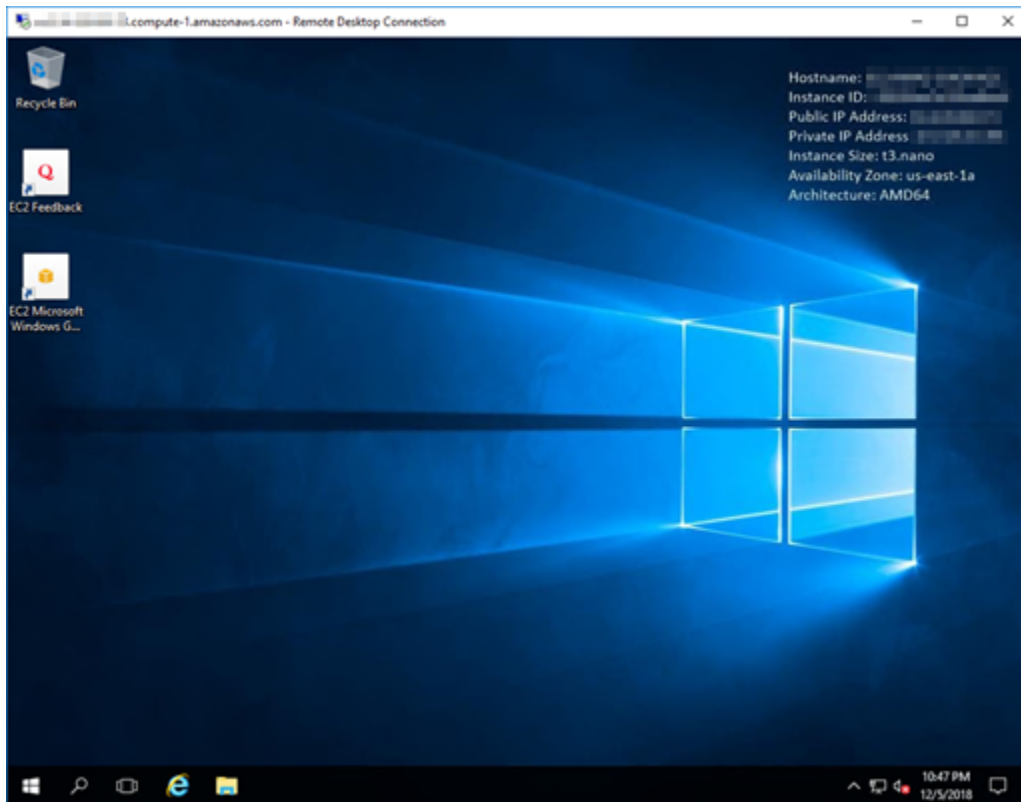 .compute-1.amazonaws.com - Remote Desktop Connection
Recycle Bin
EC2 Feedback
EC2 Microsoft
Windows G...
Hostname:
Instance ID:
Public IP Address:
Private IP Address
Instance Size: t3.nano
Availability Zone: us-east-1a
Architecture: AMD64
10:47 PM
12/5/2018